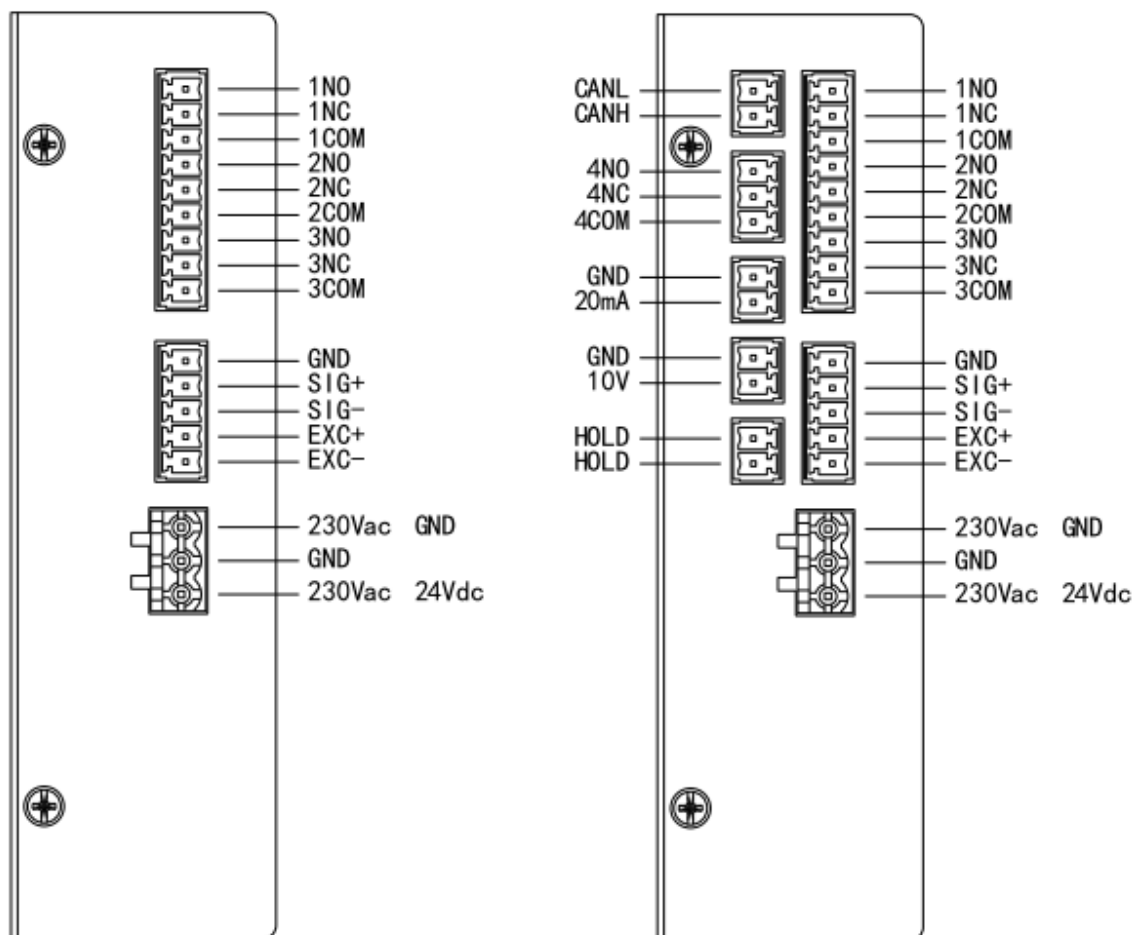 1NO
1NC
1COM
2NO
2NC
2COM
3NO
3NC
3COM
GND
SIG+
SIG-
EXC+
EXC-
230Vac GND
GND
230Vac 24Vdc
CANL
CANH
4NO
4NC
4COM
GND
20mA
GND
10V
HOLD
HOLD
1NO
1NC
1COM
2NO
2NC
2COM
3NO
3NC
3COM
GND
SIG+
SIG-
EXC+
EXC-
230Vac GND
GND
230Vac 24Vdc